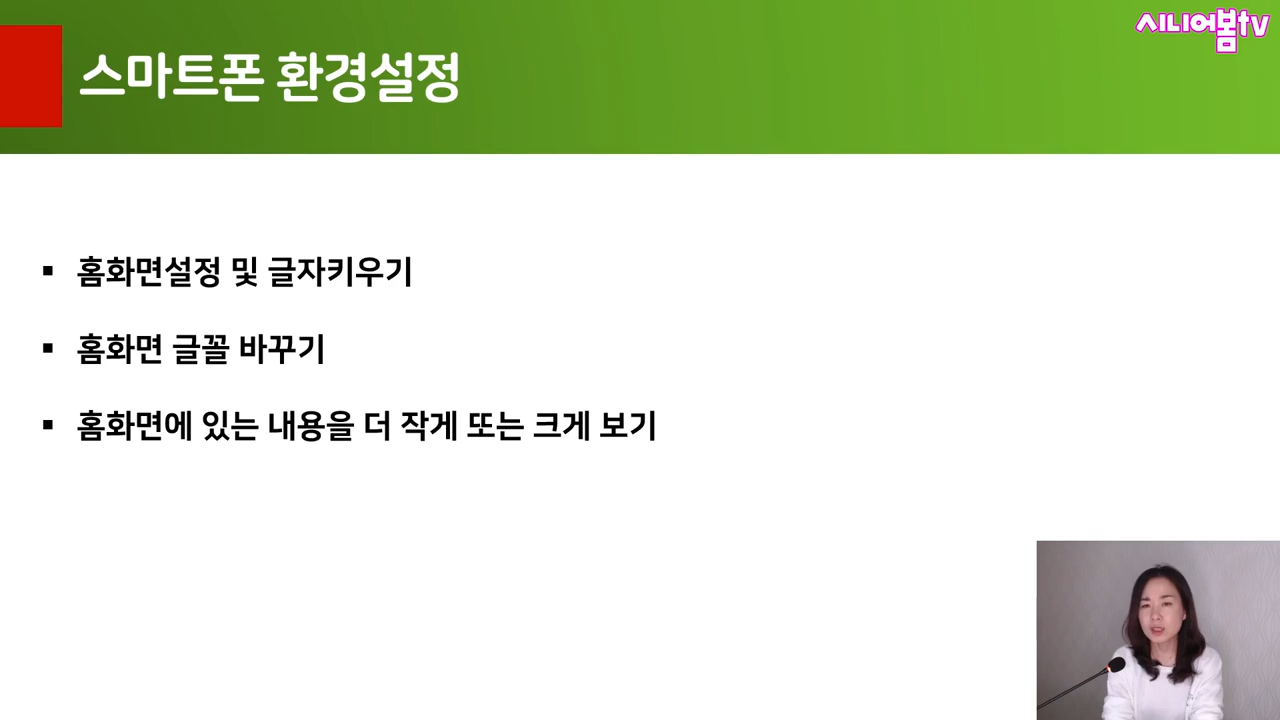 시니어봄tv
스마트폰 환경설정
▪ 홈화면설정 및 글자키우기
▪ 홈화면 글꼴 바꾸기
▪ 홈화면에 있는 내용을 더 작게 또는 크게 보기